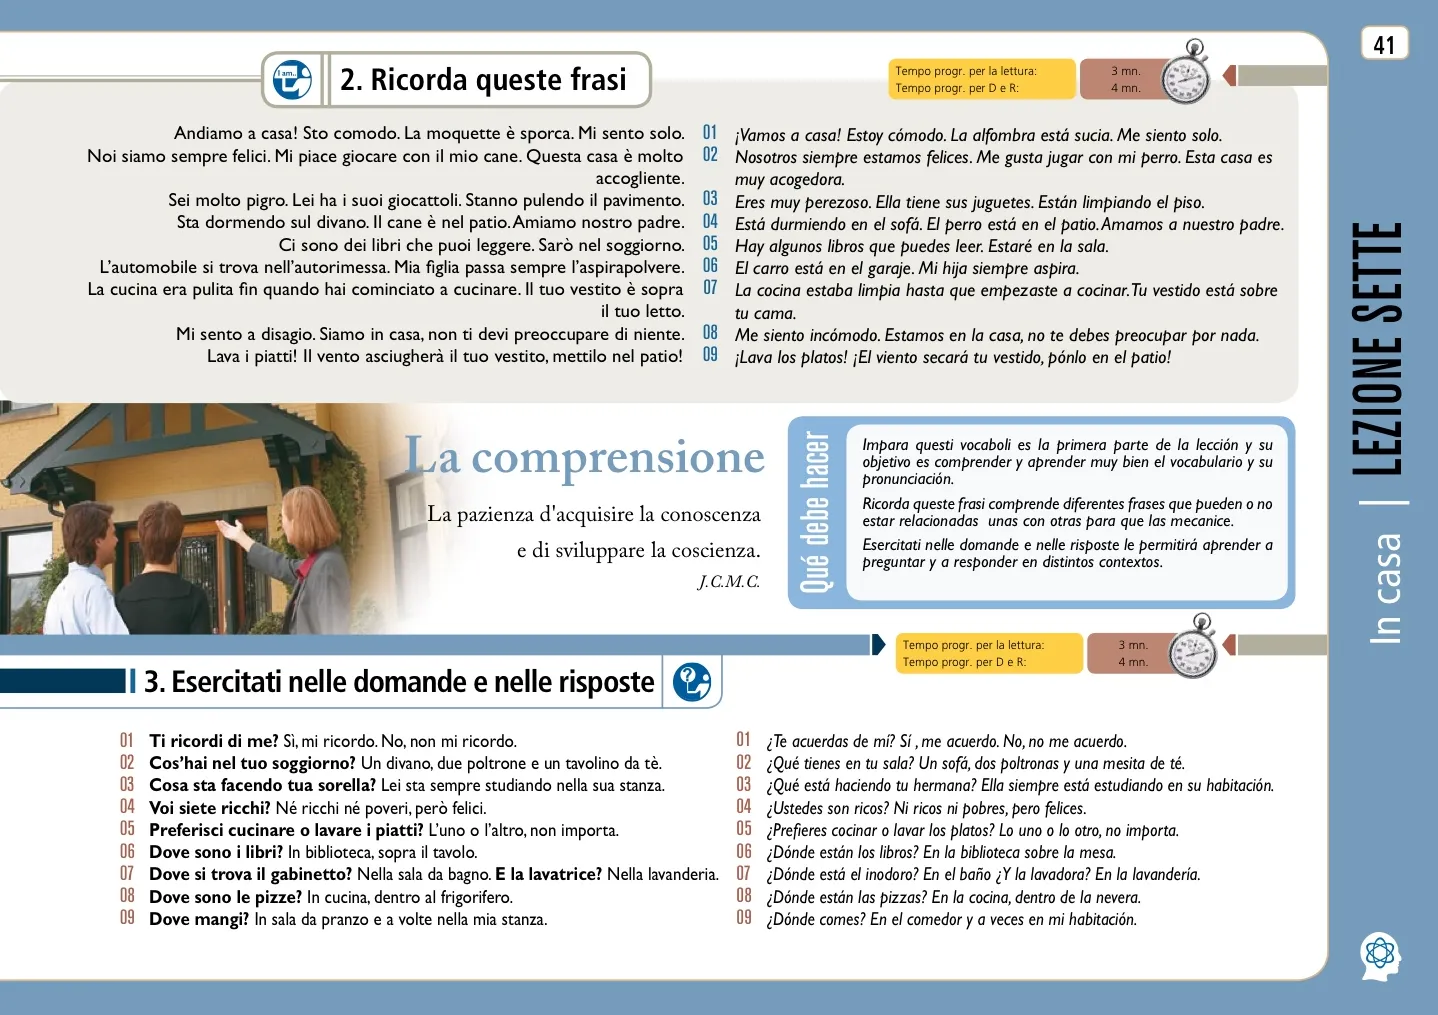 41
I am..
2. Ricorda queste frasi
Tempo progr. per la lettura: 3 mn.
Tempo progr. per D e R: 4 mn.
Andiamo a casa! Sto comodo. La moquette è sporca. Mi sento solo.
Noi siamo sempre felici. Mi piace giocare con il mio cane. Questa casa è molto
accogliente.
Sei molto pigro. Lei ha i suoi giocattoli. Stanno pulendo il pavimento.
Sta dormendo sul divano. Il cane è nel patio. Amiamo nostro padre.
Ci sono dei libri che puoi leggere. Sarò nel soggiorno.
L'automobile si trova nell'autorimessa. Mia figlia passa sempre l'aspirapolvere.
La cucina era pulita fin quando hai cominciato a cucinare. Il tuo vestito è sopra
il tuo letto.
Mi sento a disagio. Siamo in casa, non ti devi preoccupare di niente.
Lava i piatti! Il vento asciugherà il tuo vestito, mettilo nel patio!
01 ¡Vamos a casa! Estoy cómodo. La alfombra está sucia. Me siento solo.
02 Nosotros siempre estamos felices. Me gusta jugar con mi perro. Esta casa es
muy acogedora.
03 Eres muy perezoso. Ella tiene sus juguetes. Están limpiando el piso.
04 Está durmiendo en el sofá. El perro está en el patio. Amamos a nuestro padre.
05 Hay algunos libros que puedes leer. Estaré en la sala.
06 El carro está en el garaje. Mi hija siempre aspira.
07 La cocina estaba limpia hasta que empezaste a cocinar. Tu vestido está sobre
tu cama.
08 Me siento incómodo. Estamos en la casa, no te debes preocupar por nada.
09 ¡Lava los platos! ¡El viento secará tu vestido, pónlo en el patio!
La comprensione
La pazienza d'acquisire la conoscenza
e di sviluppare la coscienza.
J.C.M.C.
Qué debe hacer
Impara questi vocaboli es la primera parte de la lección y su
objetivo es comprender y aprender muy bien el vocabulario y su
pronunciación.
Ricorda queste frasi comprende diferentes frases que pueden o no
estar relacionadas unas con otras para que las mecanice.
Esercitati nelle domande e nelle risposte le permitirá aprender a
preguntar y a responder en distintos contextos.
Tempo progr. per la lettura: 3 mn.
Tempo progr. per D e R: 4 mn.
3. Esercitati nelle domande e nelle risposte
?
01 Ti ricordi di me? Sì, mi ricordo. No, non mi ricordo.
02 Cos'hai nel tuo soggiorno? Un divano, due poltrone e un tavolino da tè.
03 Cosa sta facendo tua sorella? Lei sta sempre studiando nella sua stanza.
04 Voi siete ricchi? Né ricchi né poveri, però felici.
05 Preferisci cucinare o lavare i piatti? L'uno o l'altro, non importa.
06 Dove sono i libri? In biblioteca, sopra il tavolo.
07 Dove si trova il gabinetto? Nella sala da bagno. E la lavatrice? Nella lavanderia.
08 Dove sono le pizze? In cucina, dentro al frigorifero.
09 Dove mangi? In sala da pranzo e a volte nella mia stanza.
01 ¿Te acuerdas de mí? Sí , me acuerdo. No, no me acuerdo.
02 ¿Qué tienes en tu sala? Un sofá, dos poltronas y una mesita de té.
03 ¿Qué está haciendo tu hermana? Ella siempre está estudiando en su habitación.
04 ¿Ustedes son ricos? Ni ricos ni pobres, pero felices.
05 ¿Prefieres cocinar o lavar los platos? Lo uno o lo otro, no importa.
06 ¿Dónde están los libros? En la biblioteca sobre la mesa.
07 ¿Dónde está el inodoro? En el baño ¿Y la lavadora? En la lavandería.
08 ¿Dónde están las pizzas? En la cocina, dentro de la nevera.
09 ¿Dónde comes? En el comedor y a veces en mi habitación.
In casa | LEZIONE SETTE